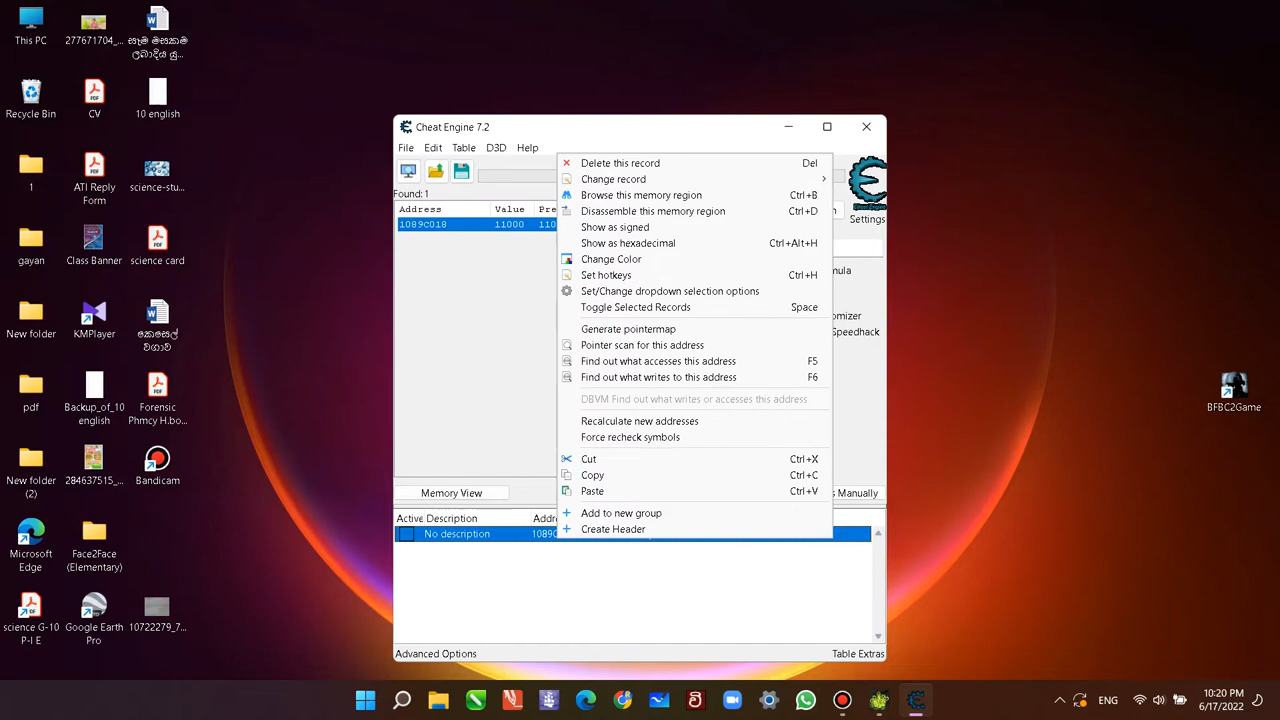 This PC
277671704_...
සෑම මසකම
ලබාදිය යු...
Recycle Bin
CV
10 english
1
ATI Reply
Form
science-stu...
gayan
Class Banner
science card
New folder
KMPlayer
කෙසෙල්
වගාව
pdf
Backup_of_10
english
Forensic
Phmcy H.bo...
New folder
(2)
284637515_...
Bandicam
Microsoft
Edge
Face2Face
(Elementary)
science G-10
P-I E
Google Earth
Pro
10722279_7...
BFBC2Game
Cheat Engine 7.2
File Edit Table D3D Help
Found: 1
Address Value Pre
1089C018 11000 110
Settings
Cheat Engine
Delete this record Del
Change record
Browse this memory region Ctrl+B
Disassemble this memory region Ctrl+D
Show as signed
Show as hexadecimal Ctrl+Alt+H
Change Color
Set hotkeys Ctrl+H
Set/Change dropdown selection options
Toggle Selected Records Space
Generate pointermap
Pointer scan for this address
Find out what accesses this address F5
Find out what writes to this address F6
DBVM Find out what writes or accesses this address
Recalculate new addresses
Force recheck symbols
Cut Ctrl+X
Copy Ctrl+C
Paste Ctrl+V
Add to new group
Create Header
n
mula
omizer
Speedhack
Memory View
s Manually
Active Description Addr
No description 1089C
Advanced Options
Table Extras
ENG
10:20 PM
6/17/2022